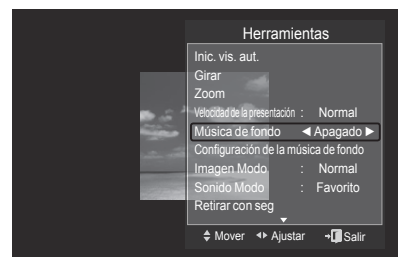 Herramientas
Inic. vis. aut.
Girar
Zoom
Velocidad de la presentación : Normal
Música de fondo ◀ Apagado ▶
Configuración de la música de fondo
Imagen Modo : Normal
Sonido Modo : Favorito
Retirar con seg
Mover Ajustar Salir